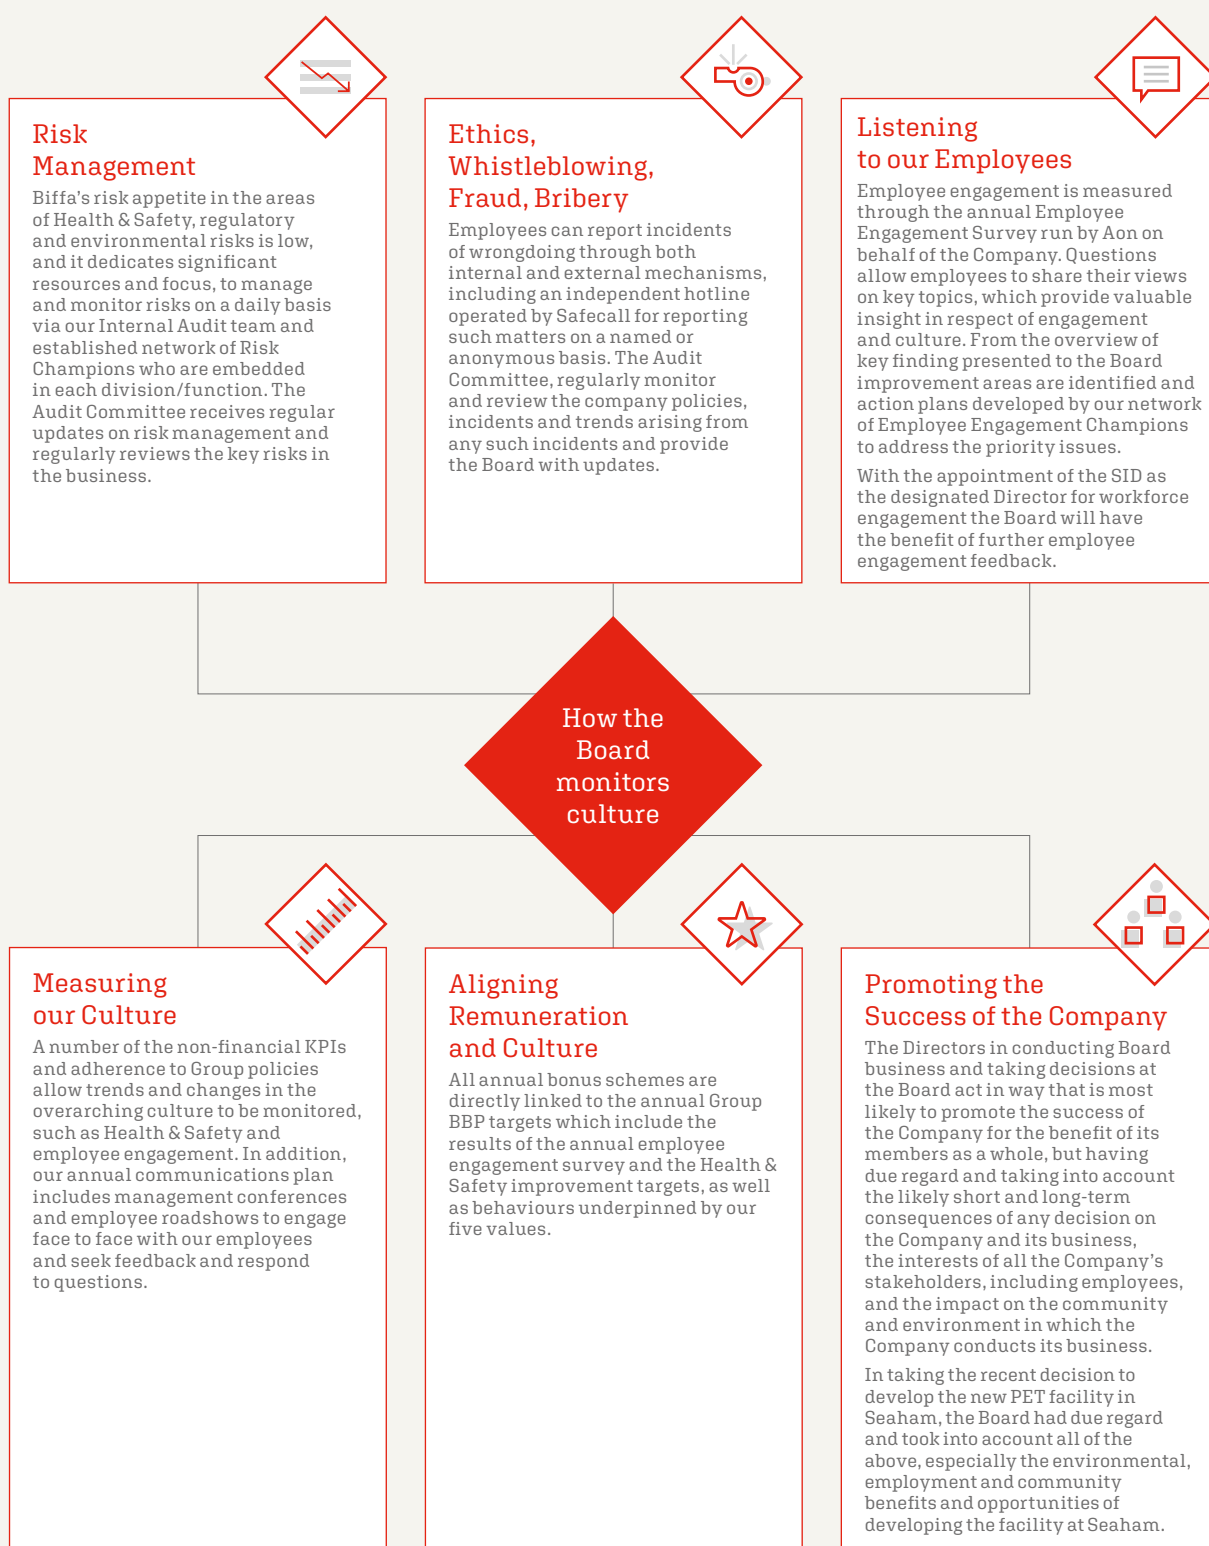 Risk
Management
Biffa's risk appetite in the areas
of Health & Safety, regulatory
and environmental risks is low,
and it dedicates significant
resources and focus, to manage
and monitor risks on a daily basis
via our Internal Audit team and
established network of Risk
Champions who are embedded
in each division/function. The
Audit Committee receives regular
updates on risk management and
regularly reviews the key risks in
the business.
Ethics,
Whistleblowing,
Fraud, Bribery
Employees can report incidents
of wrongdoing through both
internal and external mechanisms,
including an independent hotline
operated by Safecall for reporting
such matters on a named or
anonymous basis. The Audit
Committee, regularly monitor
and review the company policies,
incidents and trends arising from
any such incidents and provide
the Board with updates.
Listening
to our Employees
Employee engagement is measured
through the annual Employee
Engagement Survey run by Aon on
behalf of the Company. Questions
allow employees to share their views
on key topics, which provide valuable
insight in respect of engagement
and culture. From the overview of
key finding presented to the Board
improvement areas are identified and
action plans developed by our network
of Employee Engagement Champions
to address the priority issues.
With the appointment of the SID as
the designated Director for workforce
engagement the Board will have
the benefit of further employee
engagement feedback.
How the
Board
monitors
culture
Measuring
our Culture
A number of the non-financial KPIs
and adherence to Group policies
allow trends and changes in the
overarching culture to be monitored,
such as Health & Safety and
employee engagement. In addition,
our annual communications plan
includes management conferences
and employee roadshows to engage
face to face with our employees
and seek feedback and respond
to questions.
Aligning
Remuneration
and Culture
All annual bonus schemes are
directly linked to the annual Group
BBP targets which include the
results of the annual employee
engagement survey and the Health &
Safety improvement targets, as well
as behaviours underpinned by our
five values.
Promoting the
Success of the Company
The Directors in conducting Board
business and taking decisions at
the Board act in way that is most
likely to promote the success of
the Company for the benefit of its
members as a whole, but having
due regard and taking into account
the likely short and long-term
consequences of any decision on
the Company and its business,
the interests of all the Company's
stakeholders, including employees,
and the impact on the community
and environment in which the
Company conducts its business.
In taking the recent decision to
develop the new PET facility in
Seaham, the Board had due regard
and took into account all of the
above, especially the environmental,
employment and community
benefits and opportunities of
developing the facility at Seaham.